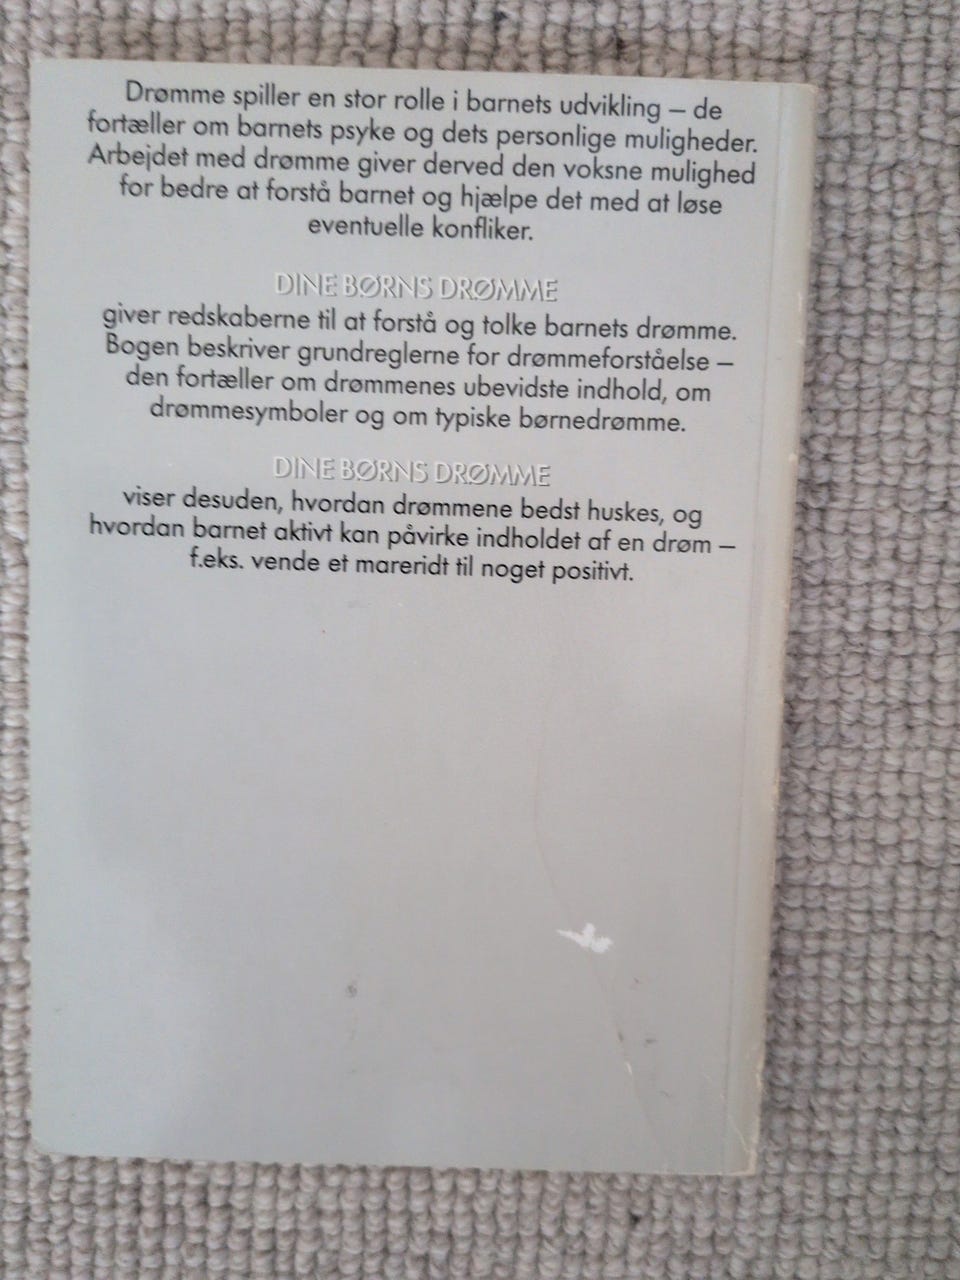 Drømme spiller en stor rolle i barnets udvikling – de
fortæller om barnets psyke og dets personlige muligheder.
Arbejdet med drømme giver derved den voksne mulighed
for bedre at forstå barnet og hjælpe det med at løse
eventuelle konfliker.
DINE BØRNS DRØMME
giver redskaberne til at forstå og tolke barnets drømme.
Bogen beskriver grundreglerne for drømmeforståelse –
den fortæller om drømmenes ubevidste indhold, om
drømmesymboler og om typiske børnedrømme.
DINE BØRNS DRØMME
viser desuden, hvordan drømmene bedst huskes, og
hvordan barnet aktivt kan påvirke indholdet af en drøm –
f.eks. vende et mareridt til noget positivt.